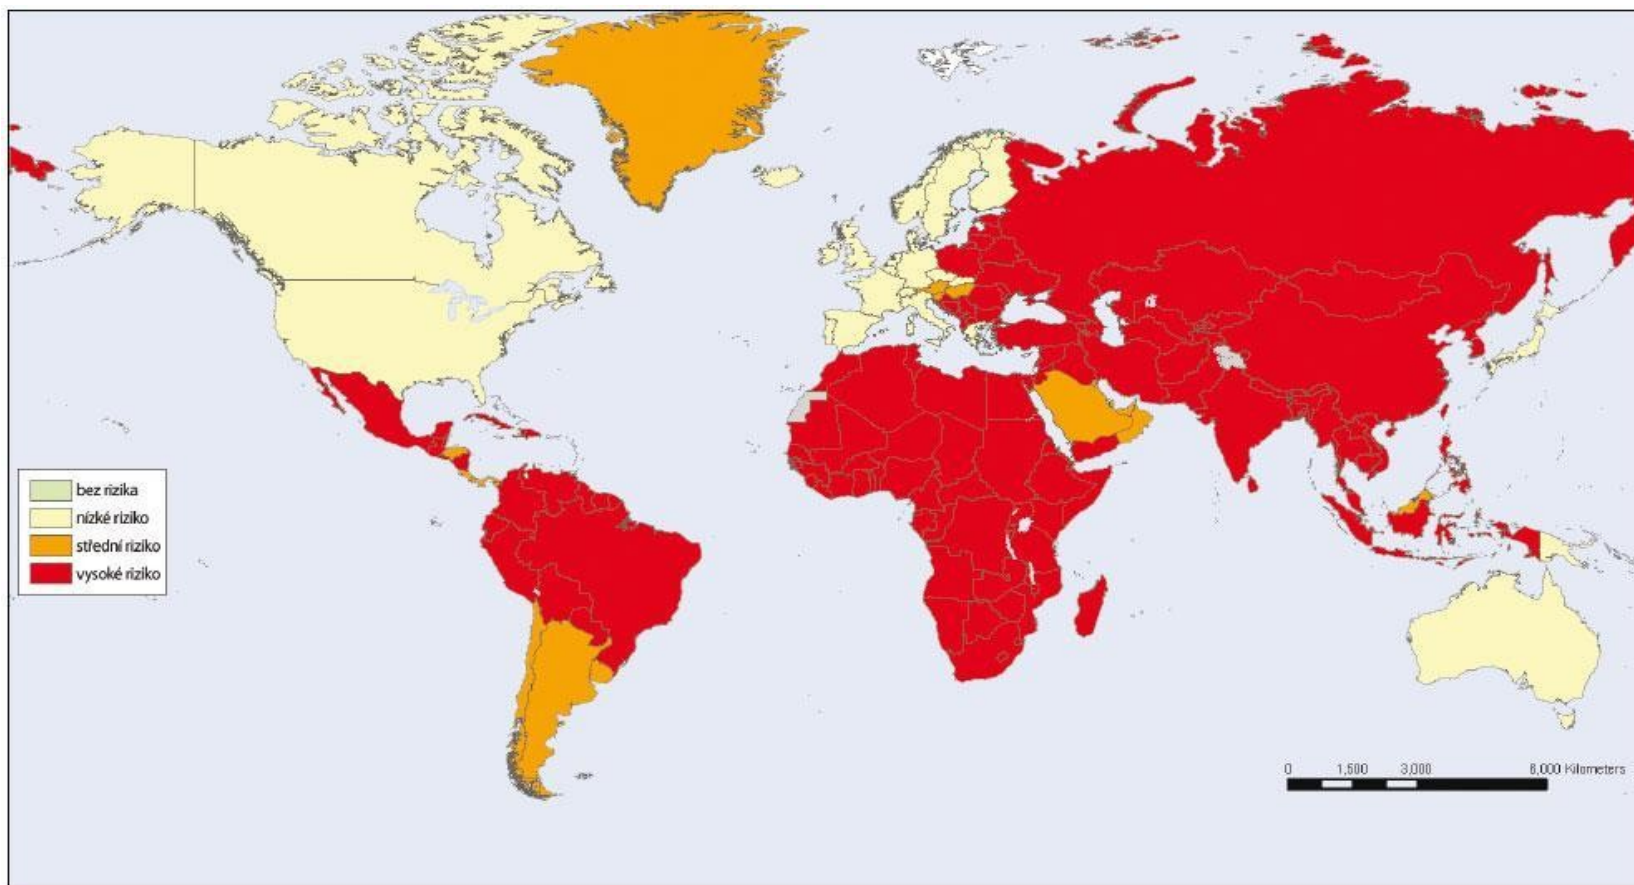 bez rizika
nízké riziko
střední riziko
vysoké riziko
0 1,500 3,000 6,000 Kilometers